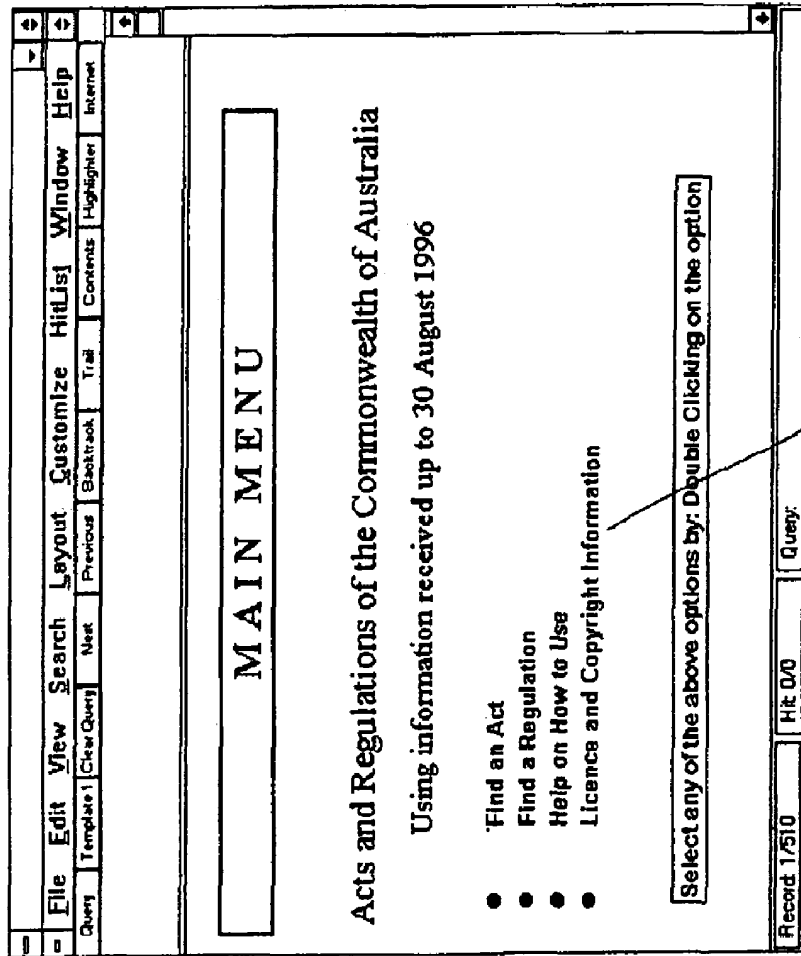 File Edit View Search Layout Customize HitList Window Help
Query Template 1 Clear Query Next Previous Backtrack Trail Contents Highlighter Internet
MAIN MENU
Acts and Regulations of the Commonwealth of Australia
Using information received up to 30 August 1996
● Find an Act
● Find a Regulation
● Help on How to Use
● Licence and Copyright Information
Select any of the above options by: Double Clicking on the option
Record: 1/510 Hit: 0/0 Query: